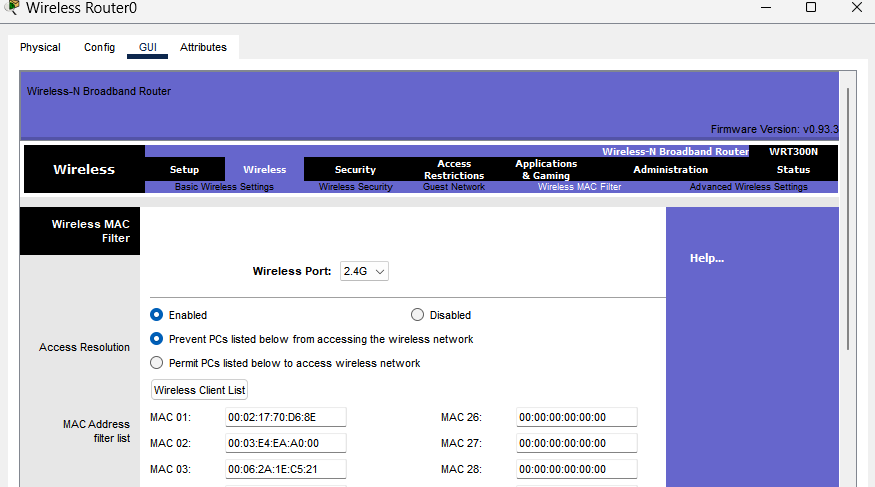 Wireless Router0
Physical Config GUI Attributes
Wireless-N Broadband Router
Firmware Version: v0.93.3
Wireless-N Broadband Router WRT300N
Wireless Setup Wireless Security Access Restrictions Applications & Gaming Administration Status
Basic Wireless Settings Wireless Security Guest Network Wireless MAC Filter Advanced Wireless Settings
Wireless MAC
Filter
Help...
Wireless Port: 2.4G
Enabled Disabled
Prevent PCs listed below from accessing the wireless network
Access Resolution
Permit PCs listed below to access wireless network
Wireless Client List
MAC Address
filter list
MAC 01: 00:02:17:70:D6:8E MAC 26: 00:00:00:00:00:00
MAC 02: 00:03:E4:EA:A0:00 MAC 27: 00:00:00:00:00:00
MAC 03: 00:06:2A:1E:C5:21 MAC 28: 00:00:00:00:00:00